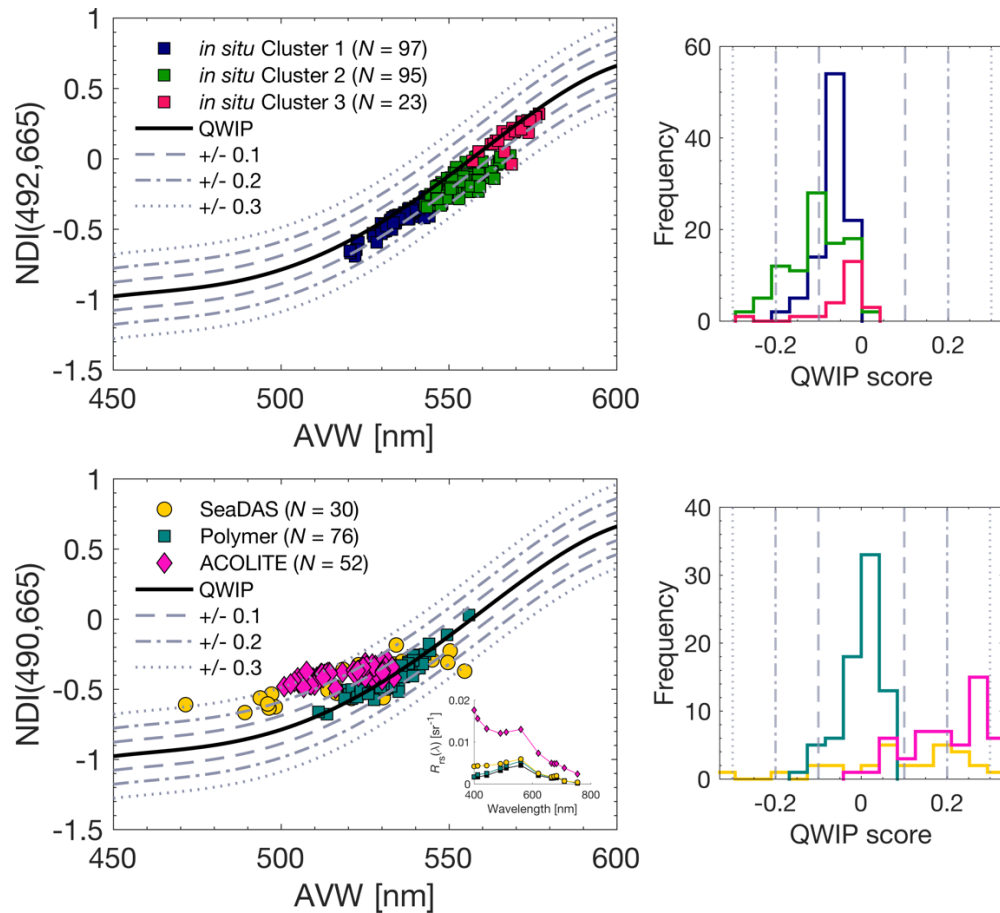 1
0.5
0
-0.5
-1
-1.5
NDI(492,665)
in situ Cluster 1 (N = 97)
in situ Cluster 2 (N = 95)
in situ Cluster 3 (N = 23)
QWIP
+/- 0.1
+/- 0.2
+/- 0.3
450 500 550 600
AVW [nm]
60
40
20
0
Frequency
-0.2 0 0.2
QWIP score
1
0.5
0
-0.5
-1
-1.5
NDI(490,665)
SeaDAS (N = 30)
Polymer (N = 76)
ACOLITE (N = 52)
QWIP
+/- 0.1
+/- 0.2
+/- 0.3
0.02
0.01
0
Rrs(λ) [sr-1]
400 600 800
Wavelength [nm]
450 500 550 600
AVW [nm]
40
30
20
10
0
Frequency
-0.2 0 0.2
QWIP score